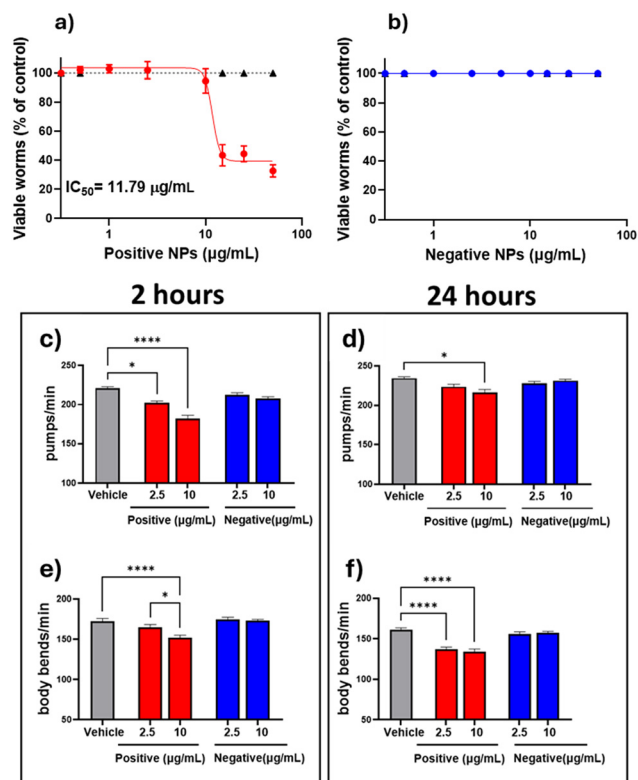 a)
b)
Viable worms (% of control)
100
80
60
40
20
0
IC50= 11.79 μg/mL
1
10
100
Positive NPs (μg/mL)
Viable worms (% of control)
100
80
60
40
20
0
1
10
100
Negative NPs (μg/mL)
2 hours
24 hours
c)
pumps/min
250
200
150
100
****
*
Vehicle
2.5
10
2.5
10
Positive (μg/mL)
Negative(μg/mL)
d)
pumps/min
250
200
150
100
*
Vehicle
2.5
10
2.5
10
Positive (μg/mL)
Negative(μg/mL)
e)
body bends/min
200
150
100
50
****
*
Vehicle
2.5
10
2.5
10
Positive (μg/mL)
Negative (μg/mL)
f)
body bends/min
200
150
100
50
****
****
Vehicle
2.5
10
2.5
10
Positive (μg/mL)
Negative (μg/mL)